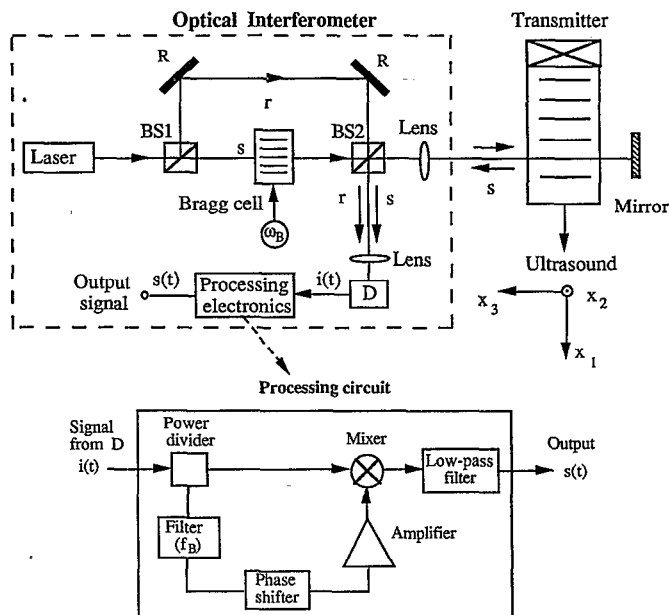 Optical Interferometer
Transmitter
R
R
r
BS1
BS2
Lens
Laser
s
s
Bragg cell
r
s
Mirror
ω_B
Lens
Ultrasound
Output signal
s(t)
Processing electronics
i(t)
D
x_3
x_2
x_1
Processing circuit
Signal from D
i(t)
Power divider
Mixer
Low-pass filter
Output
s(t)
Filter
(f_B)
Amplifier
Phase shifter